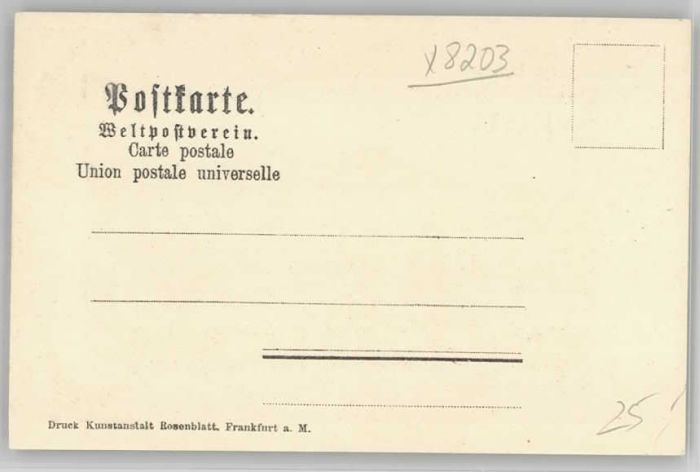 x8203
Postkarte.
Weltpostverein.
Carte postale
Union postale universelle
25
Druck Kunstanstalt Rosenblatt, Frankfurt a. M.